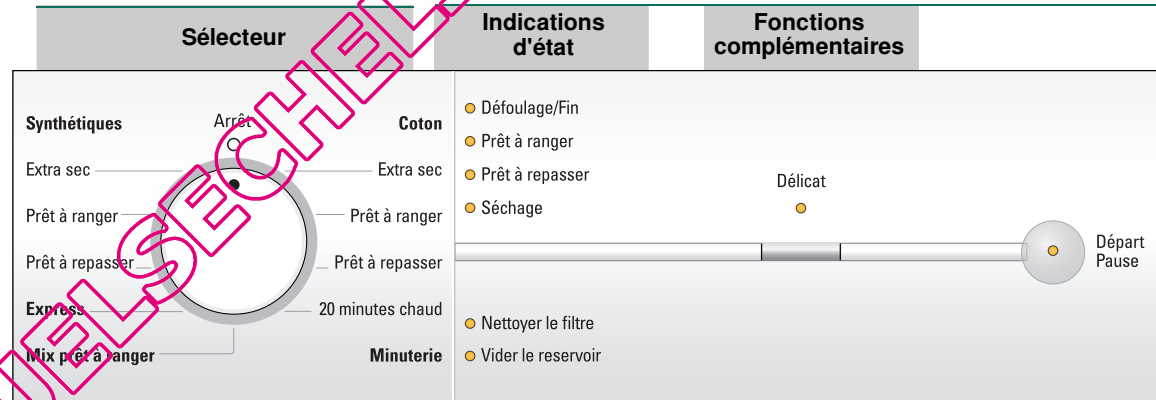 Sélecteur
Indications
d'état
Fonctions
complémentaires
Synthétiques
Arrêt
Coton
Extra sec
Extra sec
Prêt à ranger
Prêt à ranger
Prêt à repasser
Prêt à repasser
Express
20 minutes chaud
Mix prêt à ranger
Minuterie
Défoulage/Fin
Prêt à ranger
Prêt à repasser
Séchage
Délicat
Départ
Pause
Nettoyer le filtre
Vider le reservoir
UELSECHEL